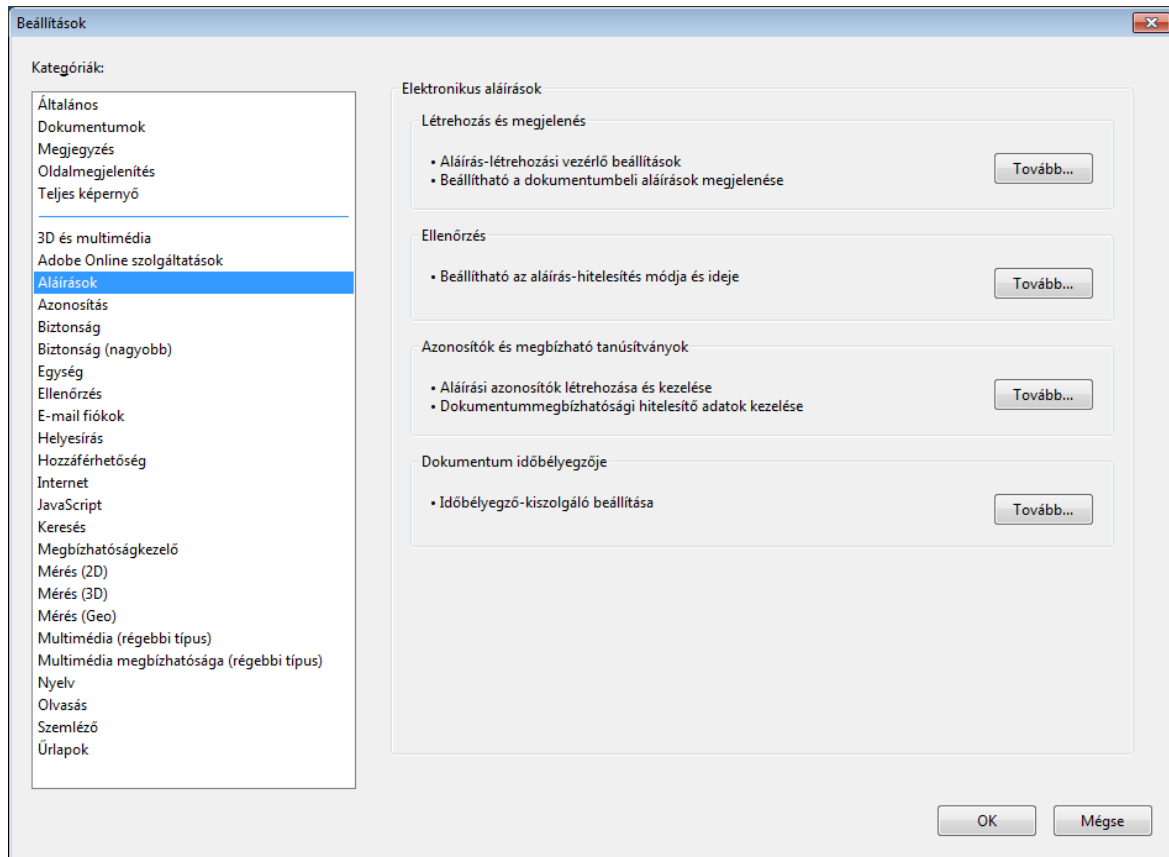 Beállítások
Kategóriák:
Általános
Dokumentumok
Megjegyzés
Oldalmegjelenítés
Teljes képernyő
3D és multimédia
Adobe Online szolgáltatások
Aláírások
Azonosítás
Biztonság
Biztonság (nagyobb)
Egység
Ellenőrzés
E-mail fiókok
Helyesírás
Hozzáférhetőség
Internet
JavaScript
Keresés
Megbízhatóságkezelő
Mérés (2D)
Mérés (3D)
Mérés (Geo)
Multimédia (régebbi típus)
Multimédia megbízhatósága (régebbi típus)
Nyelv
Olvasás
Szemléző
Űrlapok
Elektronikus aláírások
Létrehozás és megjelenés
• Aláírás-létrehozási vezérlő beállítások
• Beállítható a dokumentumbeli aláírások megjelenése
Tovább...
Ellenőrzés
• Beállítható az aláírás-hitelesítés módja és ideje
Tovább...
Azonosítók és megbízható tanúsítványok
• Aláírási azonosítók létrehozása és kezelése
• Dokumentummegbízhatósági hitelesítő adatok kezelése
Tovább...
Dokumentum időbélyegzője
• Időbélyegző-kiszolgáló beállítása
Tovább...
OK
Mégse